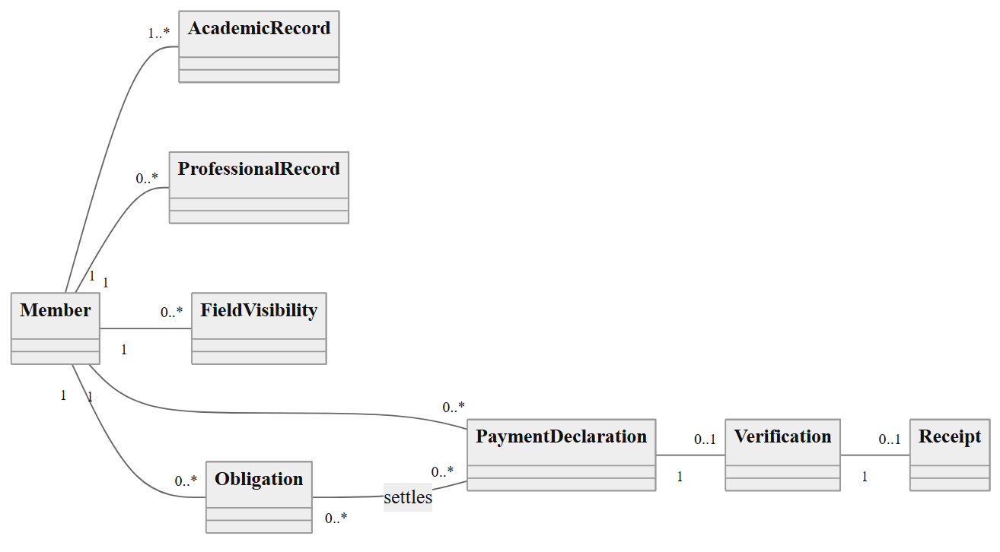 AcademicRecord
1..*
ProfessionalRecord
0..*
1
1
Member
FieldVisibility
0..*
1
1
1
0..*
PaymentDeclaration
0..1
Verification
0..1
Receipt
0..*
1
1
Obligation
0..*
settles
0..*